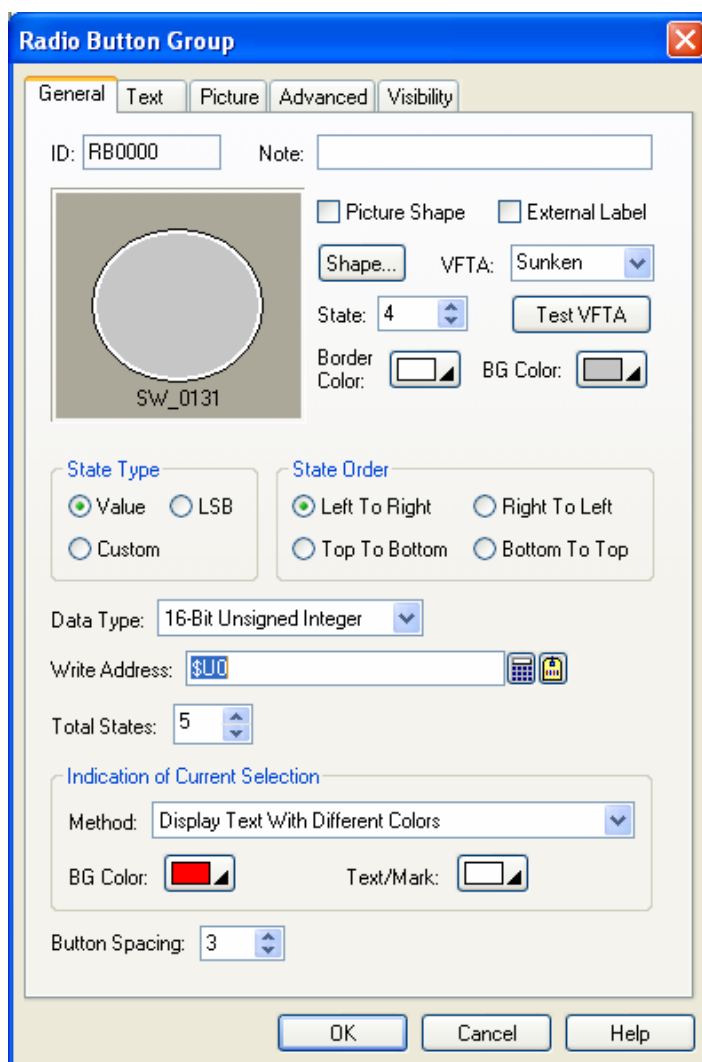 Radio Button Group
General Text Picture Advanced Visibility
ID: RB0000 Note:
Picture Shape External Label
Shape... VFTA: Sunken
State: 4 Test VFTA
Border Color: BG Color:
SW_0131
State Type State Order
Value LSB Left To Right Right To Left
Custom Top To Bottom Bottom To Top
Data Type: 16-Bit Unsigned Integer
Write Address: $U0
Total States: 5
Indication of Current Selection
Method: Display Text With Different Colors
BG Color: Text/Mark:
Button Spacing: 3
OK Cancel Help